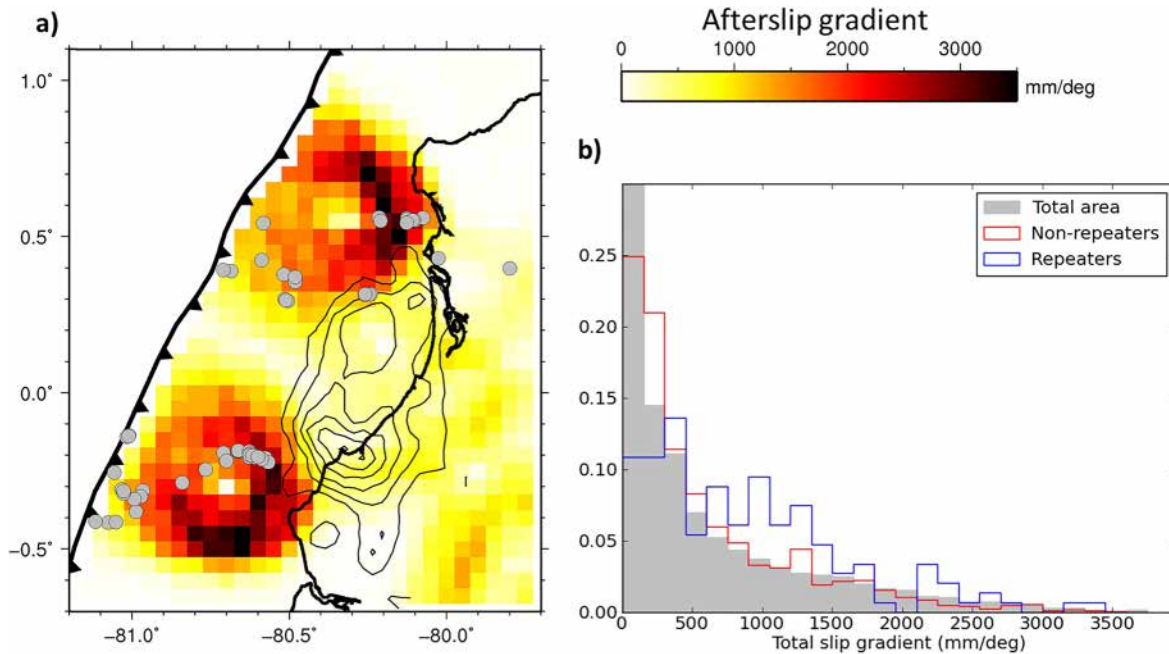 a)
Afterslip gradient
0 1000 2000 3000
mm/deg
1.0°
0.5°
0.0°
−0.5°
−81.0° −80.5° −80.0°
b)
Total area
Non-repeaters
Repeaters
0.25
0.20
0.15
0.10
0.05
0.00
0 500 1000 1500 2000 2500 3000 3500
Total slip gradient (mm/deg)